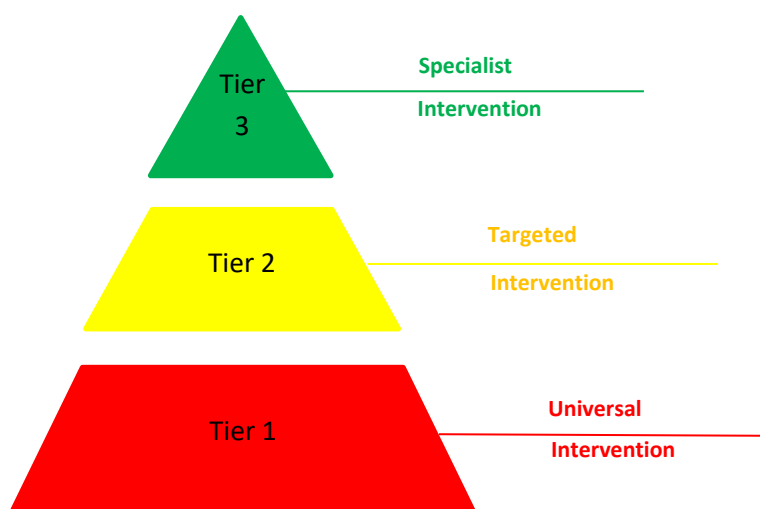 Tier
3
Specialist
Intervention
Tier 2
Targeted
Intervention
Tier 1
Universal
Intervention